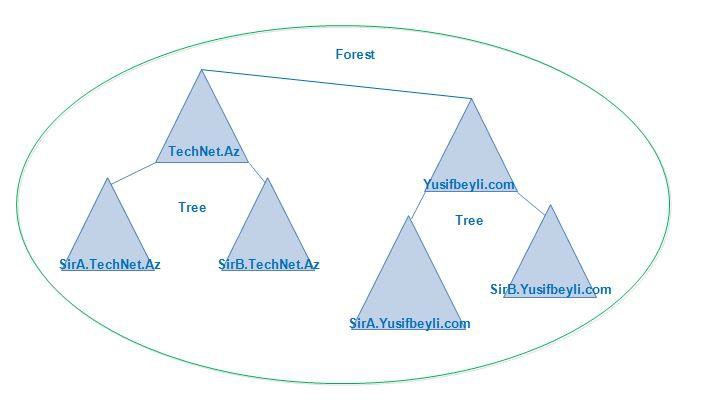 Forest
TechNet.Az
Yusifbeyli.com
Tree
Tree
SirA.TechNet.Az
SirB.TechNet.Az
SirB.Yusifbeyli.com
SirA.Yusifbeyli.com